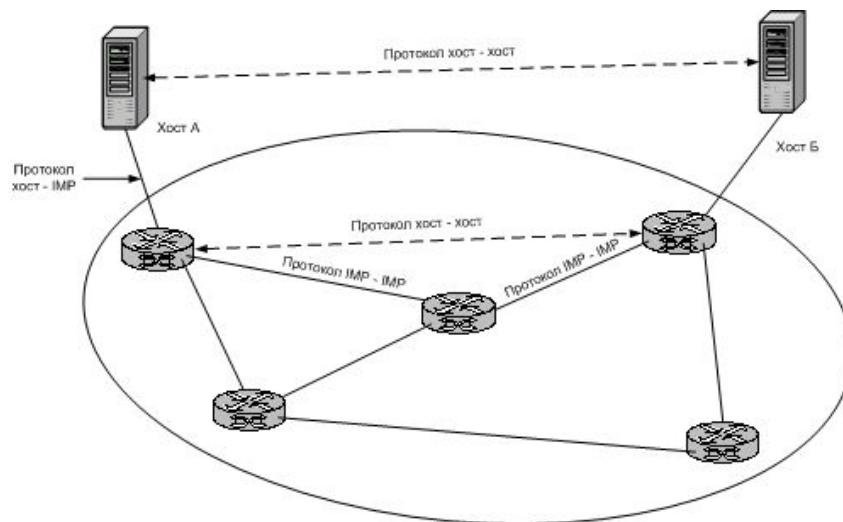 Протокол хост - хост
Хост А
Хост Б
Протокол
хост - IMP
Протокол хост - хост
Протокол IMP - IMP
Протокол IMP - IMP